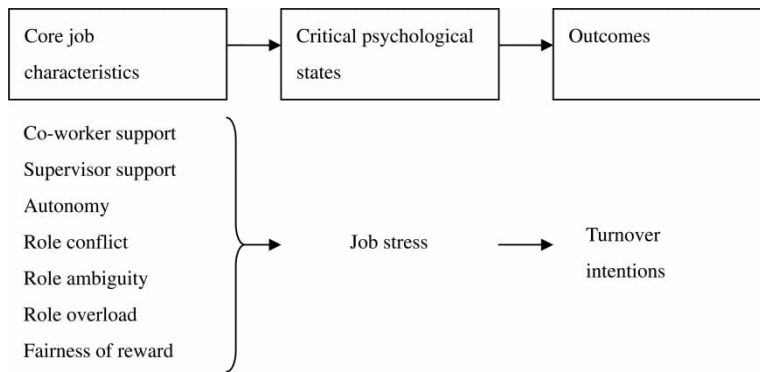 Core job
characteristics
Critical psychological
states
Outcomes
Co-worker support
Supervisor support
Autonomy
Role conflict
Role ambiguity
Role overload
Fairness of reward
Job stress
Turnover
intentions